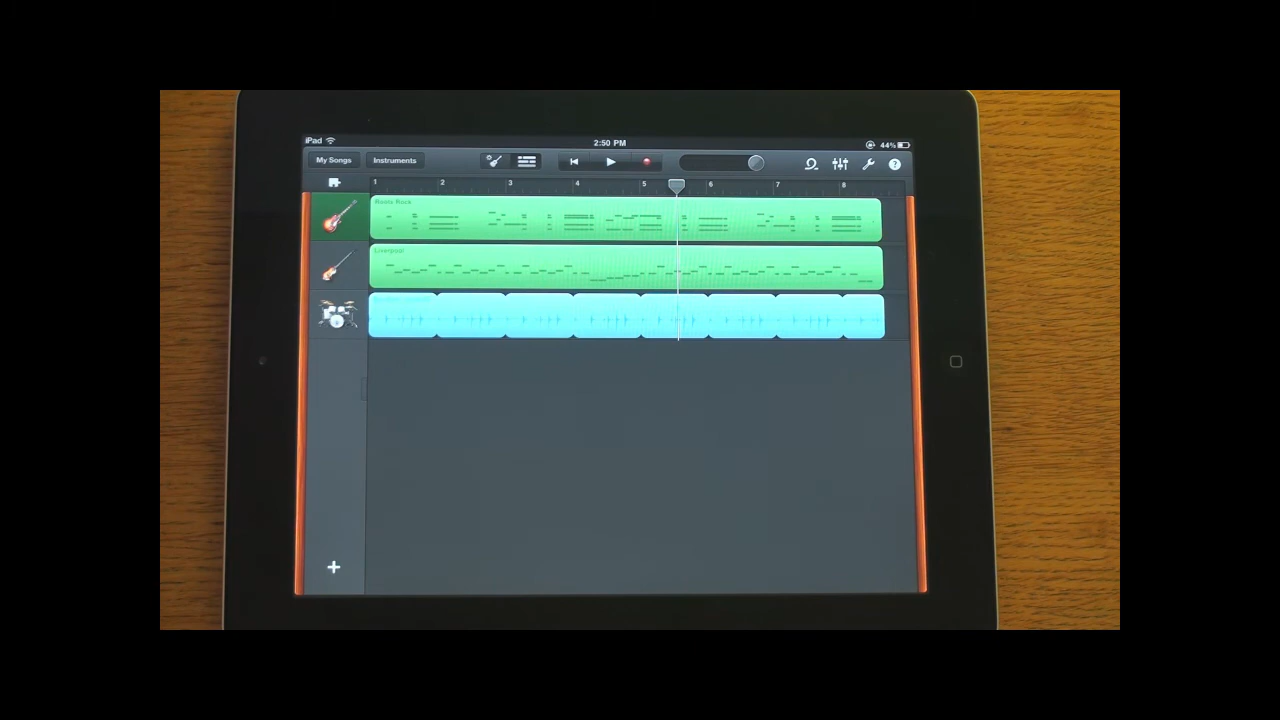 iPad
2:50 PM
44%
My Songs
Instruments
?
1 2 3 4 5 6 7 8
Roots Rock
Liverpool